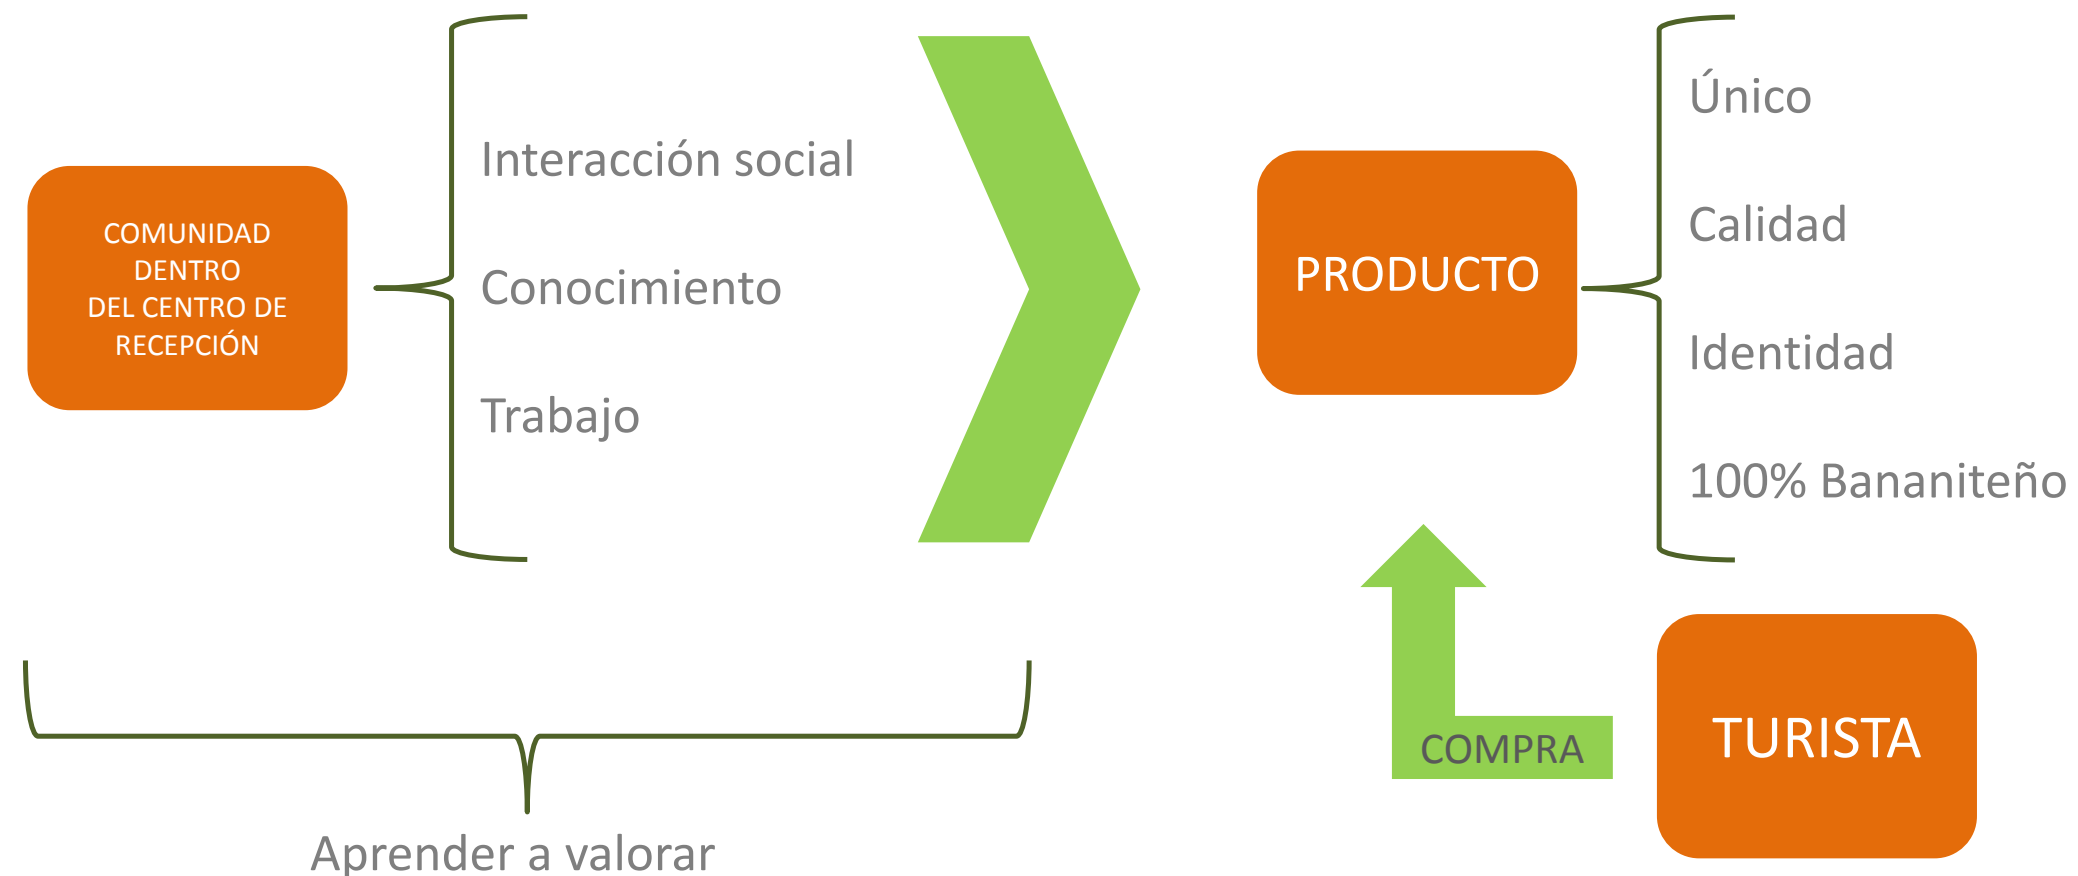 COMUNIDAD
DENTRO
DEL CENTRO DE
RECEPCIÓN
Interacción social
Conocimiento
Trabajo
Aprender a valorar
PRODUCTO
Único
Calidad
Identidad
100% Bananiteño
COMPRA
TURISTA